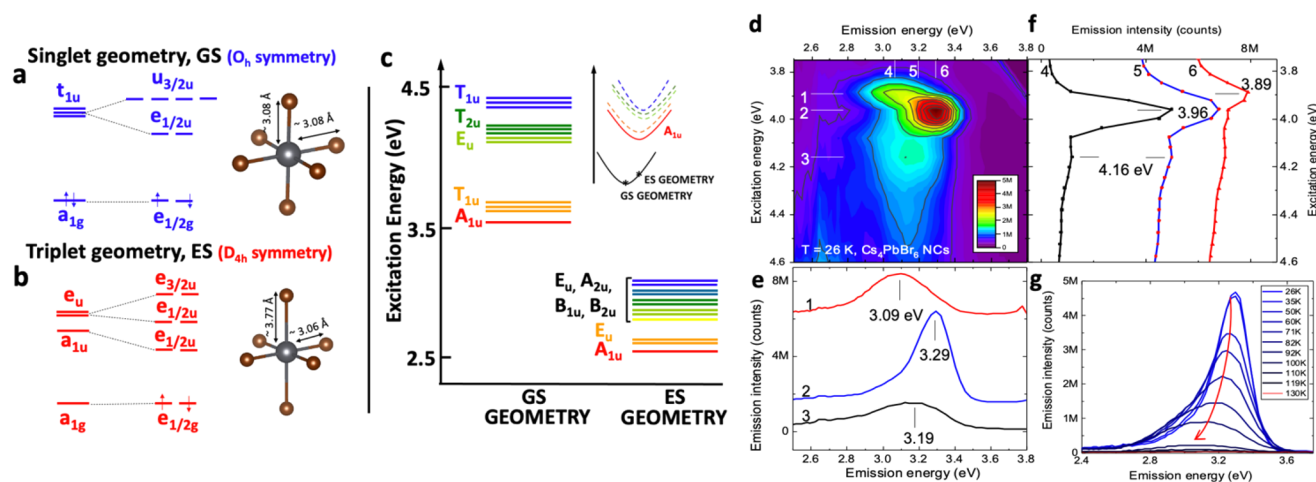 Singlet geometry, GS (Oh symmetry)
a
t1u
u3/2u
e1/2u
a1g
e1/2g
~ 3.08 Å
~ 3.08 Å
Triplet geometry, ES (D4h symmetry)
b
eu
a1u
e3/2u
e1/2u
e1/2u
a1g
e1/2g
~ 3.77 Å
~ 3.06 Å
c
Excitation Energy (eV)
4.5
3.5
2.5
T1u
T2u
Eu
T1u
A1u
A1u
ES GEOMETRY
GS GEOMETRY
Eu, A2u,
B1u, B2u
Eu
A1u
GS
GEOMETRY
ES
GEOMETRY
d
Emission energy (eV)
2.6 2.8 3.0 3.2 3.4 3.6 3.8
Excitation energy (eV)
3.8
4.0
4.2
4.4
4.6
4 5 6
1
2
3
5M
4M
3M
2M
1M
0
T = 26 K, Cs4PbBr6 NCs
e
Emission intensity (counts)
8M
4M
0
1
3.09 eV
2
3.29
3
3.19
2.6 2.8 3.0 3.2 3.4 3.6 3.8
Emission energy (eV)
f
Emission intensity (counts)
0 4M 8M
4
5
6
3.89
3.96
4.16 eV
3.8
4.0
4.2
4.4
4.6
Excitation energy (eV)
g
5M
4M
3M
2M
1M
0
Emission intensity (counts)
26K
35K
50K
60K
71K
82K
92K
100K
110K
119K
130K
2.4 2.8 3.2 3.6
Emission energy (eV)